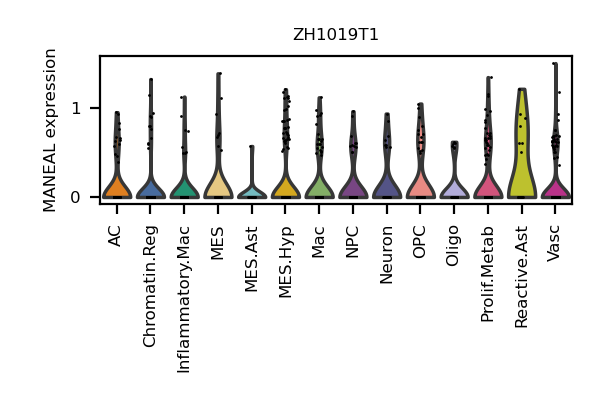 ZH1019T1
MANEAL expression
1
0
AC
Chromatin.Reg
Inflammatory.Mac
MES
MES.Ast
MES.Hyp
Mac
NPC
Neuron
OPC
Oligo
Prolif.Metab
Reactive.Ast
Vasc